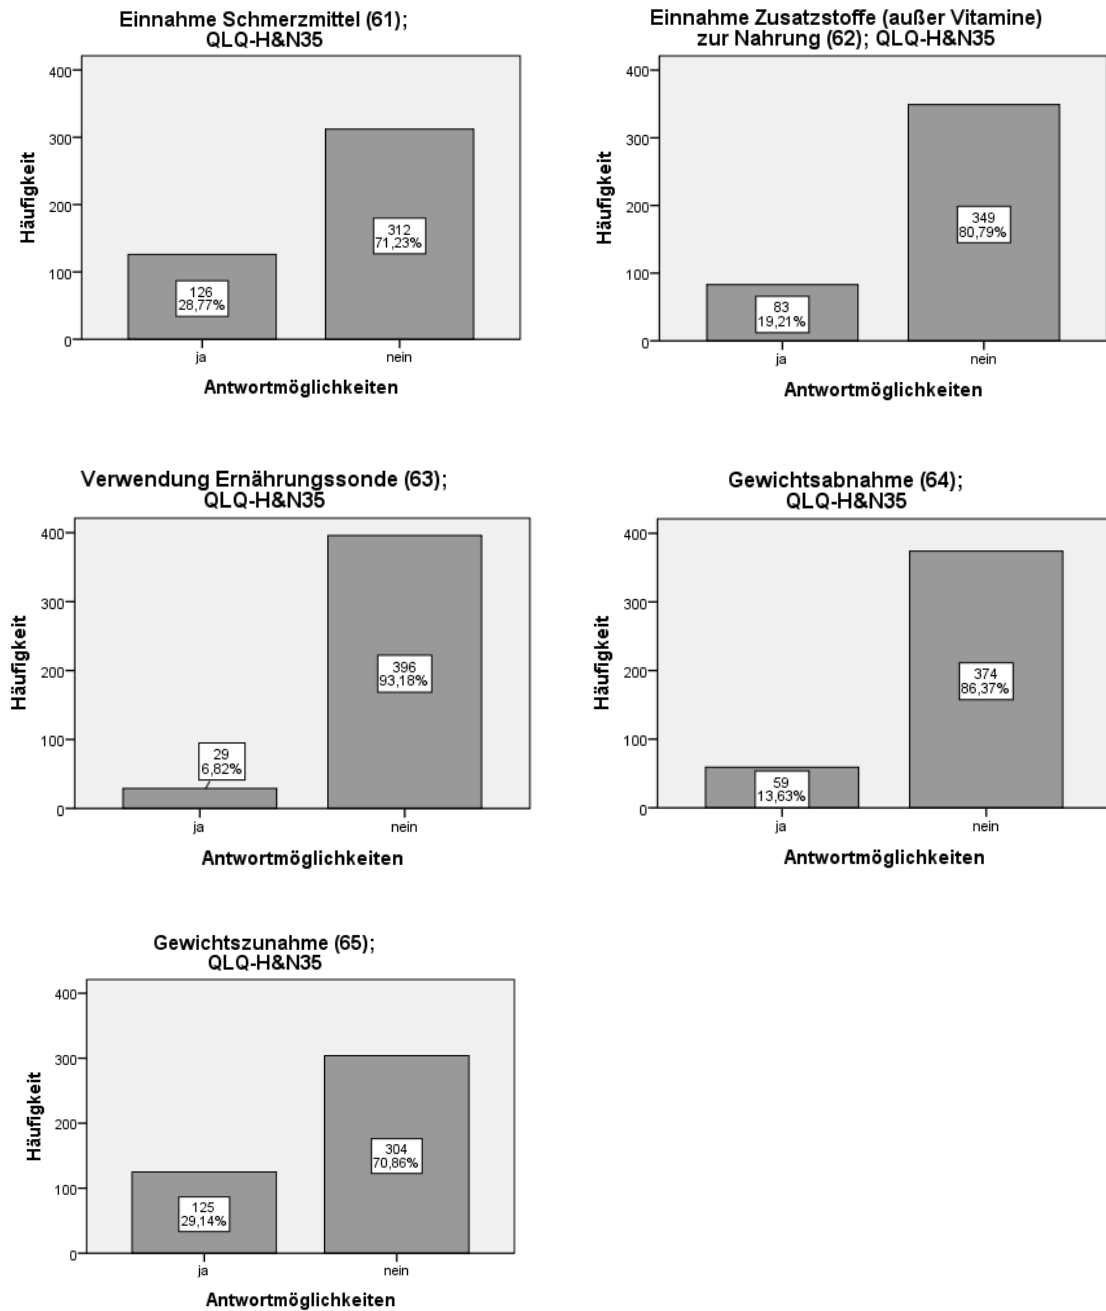 Einnahme Schmerzmittel (61);
QLQ-H&N35
400
300
200
100
0
Häufigkeit
126
28,77%
312
71,23%
ja
nein
Antwortmöglichkeiten
Einnahme Zusatzstoffe (außer Vitamine)
zur Nahrung (62); QLQ-H&N35
400
300
200
100
0
Häufigkeit
83
19,21%
349
80,79%
ja
nein
Antwortmöglichkeiten
Verwendung Ernährungssonde (63);
QLQ-H&N35
400
300
200
100
0
Häufigkeit
29
6,82%
396
93,18%
ja
nein
Antwortmöglichkeiten
Gewichtsabnahme (64);
QLQ-H&N35
400
300
200
100
0
Häufigkeit
59
13,63%
374
86,37%
ja
nein
Antwortmöglichkeiten
Gewichtszunahme (65);
QLQ-H&N35
400
300
200
100
0
Häufigkeit
125
29,14%
304
70,86%
ja
nein
Antwortmöglichkeiten